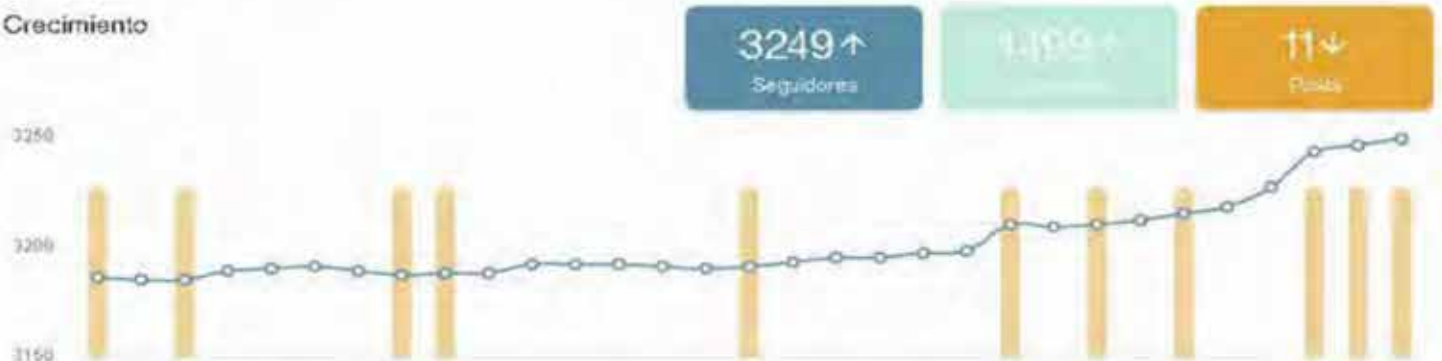 Crecimiento
3249↑
Seguidores
11↓
Posts
3250
3200
3150